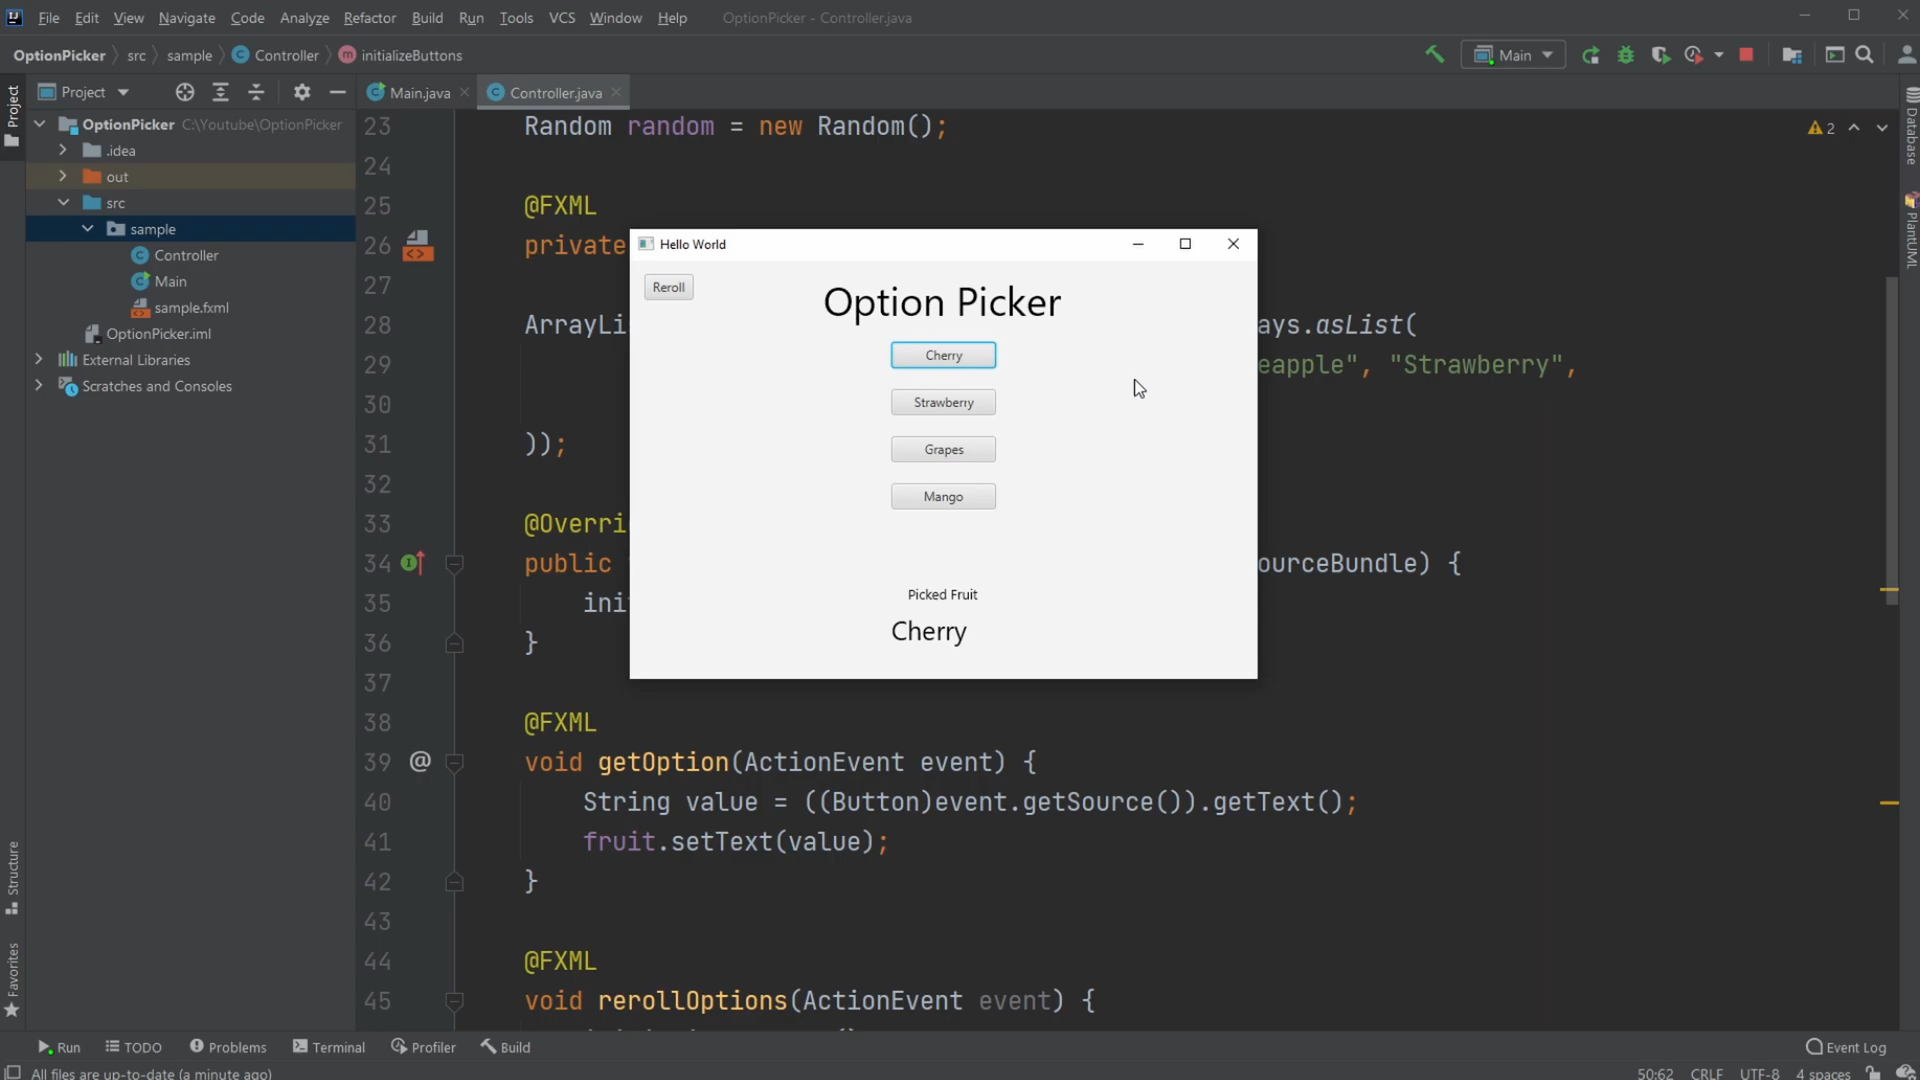 File Edit View Navigate Code Analyze Refactor Build Run Tools VCS Window Help OptionPicker - Controller.java
OptionPicker src sample Controller initializeButtons Main
Project Main.java Controller.java
Project
OptionPicker C:\Youtube\OptionPicker
.idea
out
src
sample
Controller
Main
sample.fxml
OptionPicker.iml
External Libraries
Scratches and Consoles
Structure
Favorites
23 Random random = new Random();
2
24
25 @FXML
26 private
27
28 ArrayLi ays.asList(
29 eapple", "Strawberry",
30
31 ));
32
33 @Overri
34 public ourceBundle) {
35 ini
36 }
37
38 @FXML
39 void getOption(ActionEvent event) {
40 String value = ((Button)event.getSource()).getText();
41 fruit.setText(value);
42 }
43
44 @FXML
45 void rerollOptions(ActionEvent event) {
Hello World
Reroll
Option Picker
Cherry
Strawberry
Grapes
Mango
Picked Fruit
Cherry
Database
PlantUML
Run TODO Problems Terminal Profiler Build Event Log
All files are up-to-date (a minute ago) 50:62 CRLF UTF-8 4 spaces